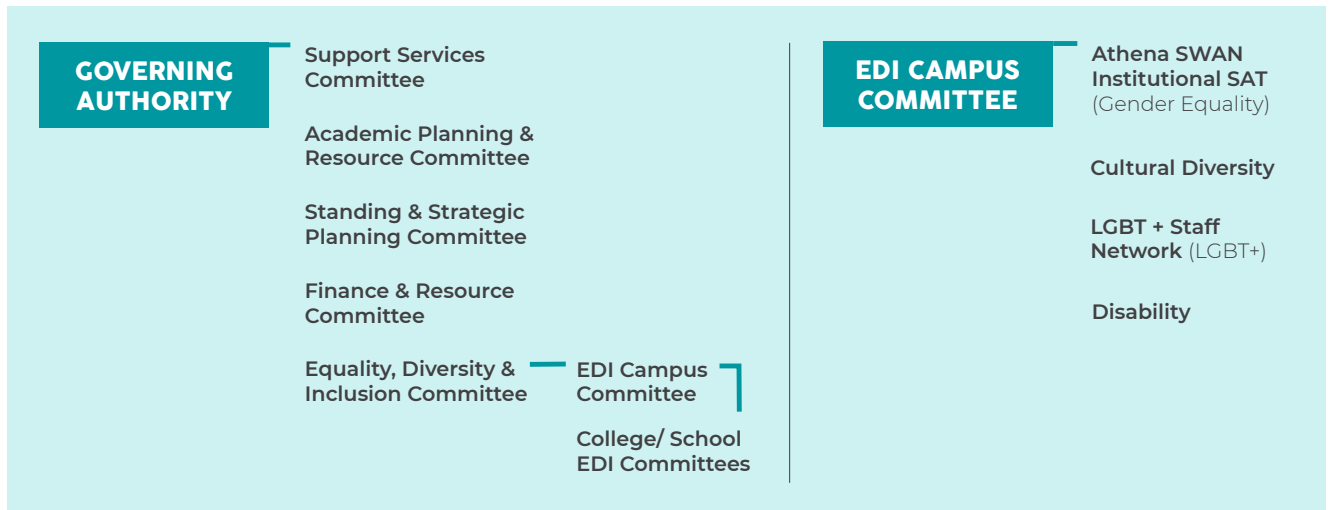 GOVERNING
AUTHORITY
Support Services
Committee
Academic Planning &
Resource Committee
Standing & Strategic
Planning Committee
Finance & Resource
Committee
Equality, Diversity &
Inclusion Committee
EDI Campus
Committee
College/ School
EDI Committees
EDI CAMPUS
COMMITTEE
Athena SWAN
Institutional SAT
(Gender Equality)
Cultural Diversity
LGBT + Staff
Network (LGBT+)
Disability